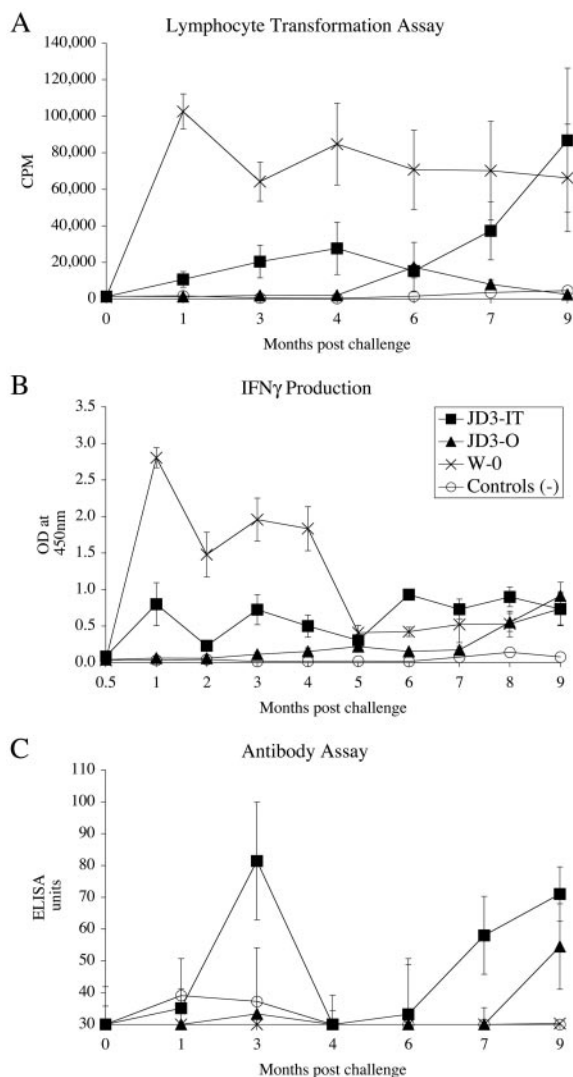 A
Lymphocyte Transformation Assay
140,000
120,000
100,000
80,000
60,000
40,000
20,000
0
CPM
0 1 3 4 6 7 9
Months post challenge
B
IFNγ Production
3.5
3.0
2.5
2.0
1.5
1.0
0.5
0.0
OD at
450nm
JD3-IT
JD3-O
W-0
Controls (-)
0.5 1 2 3 4 5 6 7 8 9
Months post challenge
C
Antibody Assay
110
100
90
80
70
60
50
40
30
ELISA
units
0 1 3 4 6 7 9
Months post challenge